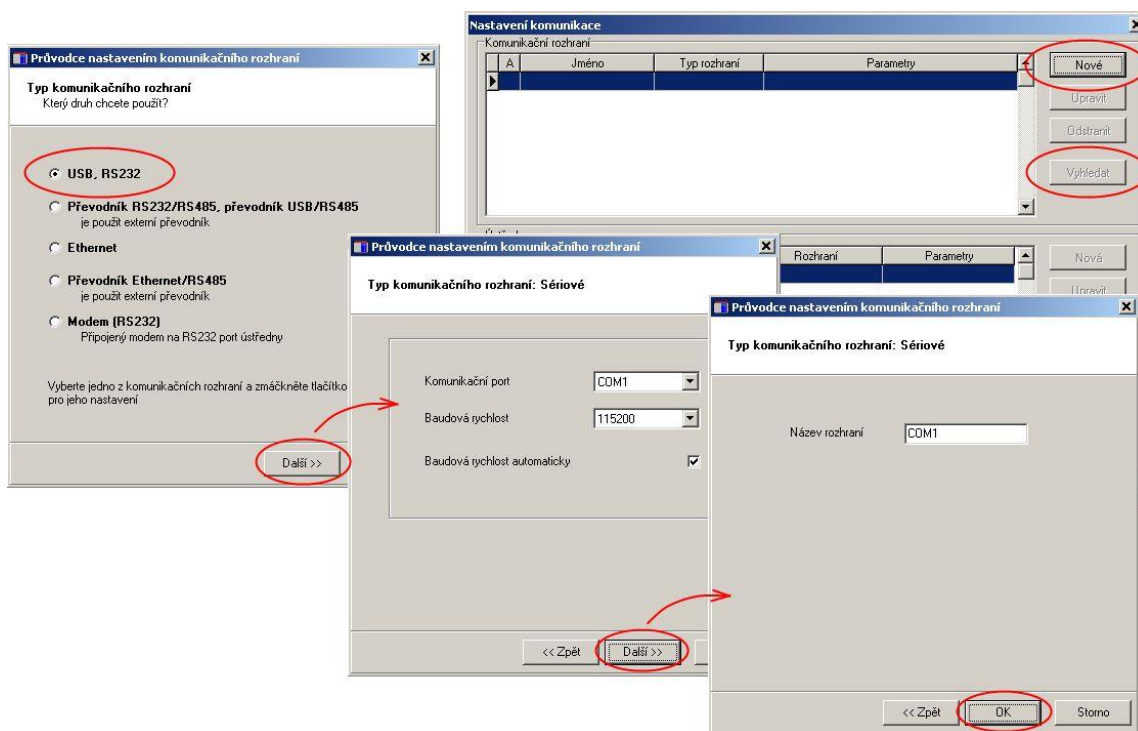 Nastavení komunikace
Komunikační rozhraní
A Jméno Typ rozhraní Parametry
Nové
Upravit
Odstranit
Vyhledat
Rozhraní Parametry
Nová
Upravit
Průvodce nastavením komunikačního rozhraní
Typ komunikačního rozhraní
Který druh chcete použít?
USB, RS232
Převodník RS232/RS485, převodník USB/RS485
je použit externí převodník
Ethernet
Převodník Ethernet/RS485
je použit externí převodník
Modem (RS232)
Připojený modem na RS232 port ústředny
Vyberte jedno z komunikačních rozhraní a zmáčkněte tlačítko
pro jeho nastavení
Další >>
Průvodce nastavením komunikačního rozhraní
Typ komunikačního rozhraní: Sériové
Komunikační port COM1
Baudová rychlost 115200
Baudová rychlost automaticky
<< Zpět Další >>
Průvodce nastavením komunikačního rozhraní
Typ komunikačního rozhraní: Sériové
Název rozhraní COM1
<< Zpět OK Storno